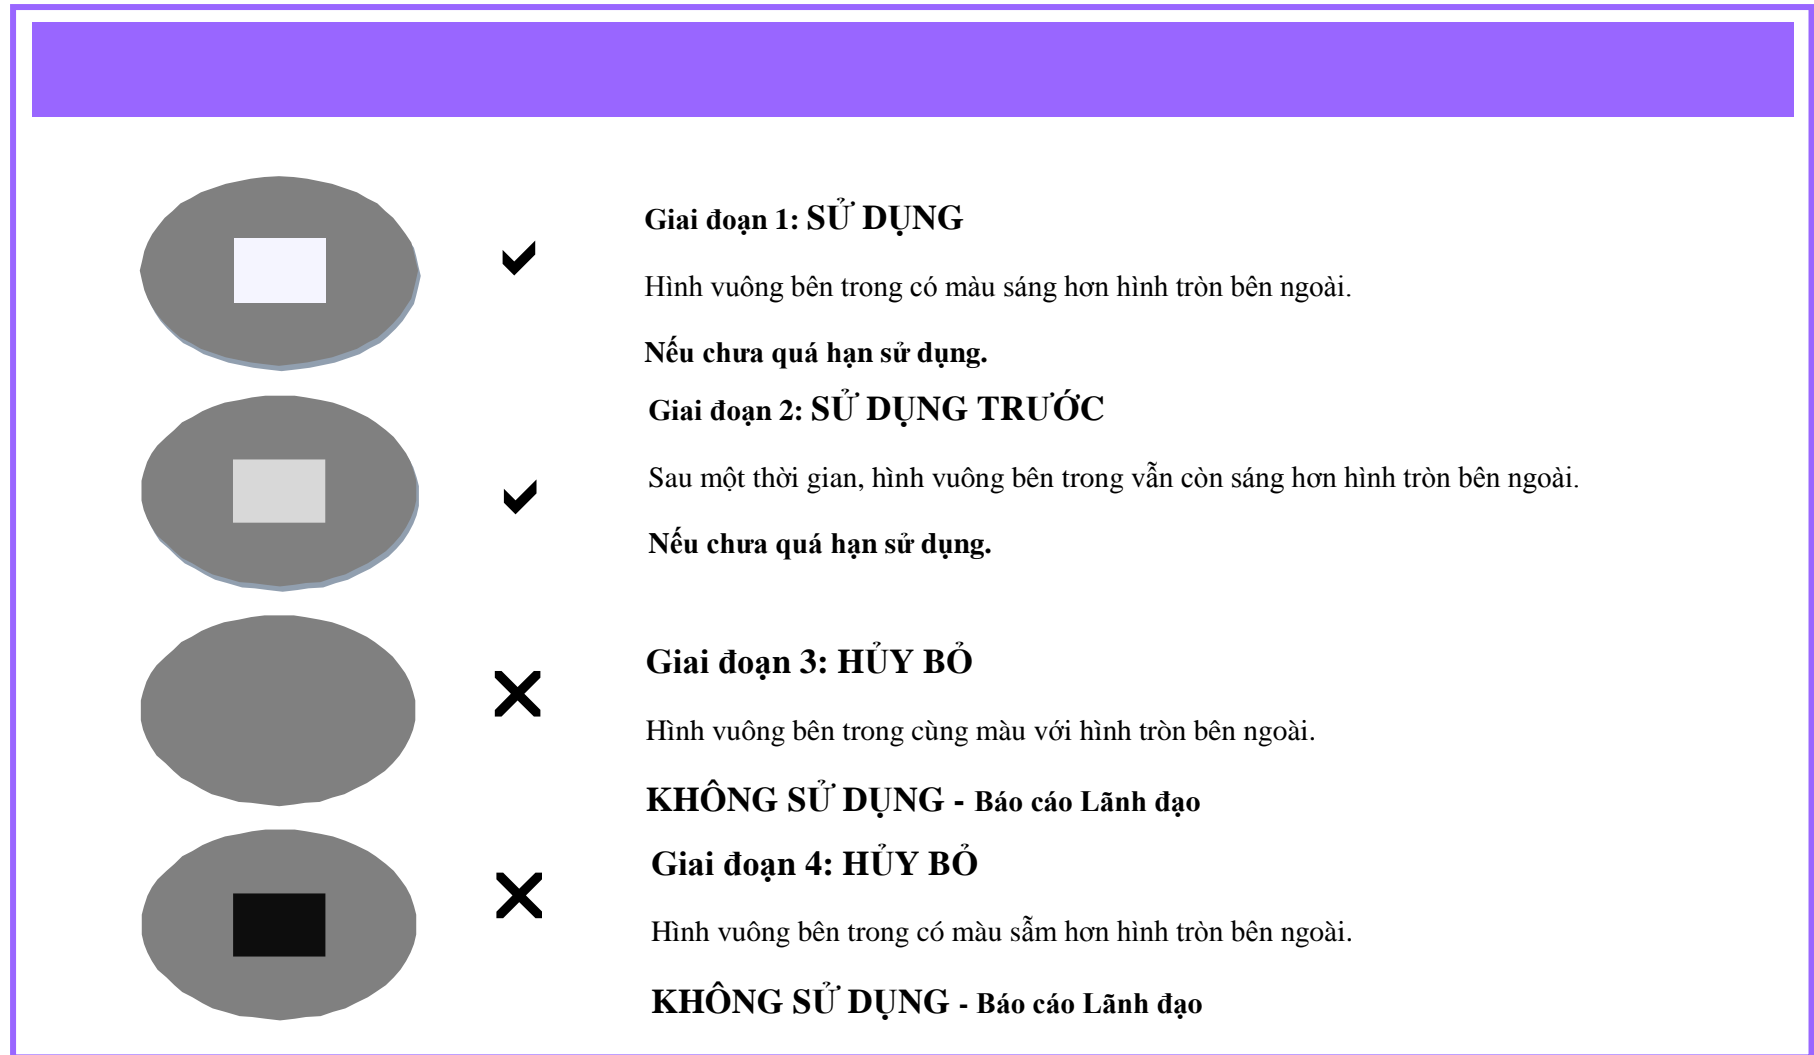 Giai đoạn 1: SỬ DỤNG
Hình vuông bên trong có màu sáng hơn hình tròn bên ngoài.
Nếu chưa quá hạn sử dụng.
Giai đoạn 2: SỬ DỤNG TRƯỚC
Sau một thời gian, hình vuông bên trong vẫn còn sáng hơn hình tròn bên ngoài.
Nếu chưa quá hạn sử dụng.
Giai đoạn 3: HỦY BỎ
Hình vuông bên trong cùng màu với hình tròn bên ngoài.
KHÔNG SỬ DỤNG - Báo cáo Lãnh đạo
Giai đoạn 4: HỦY BỎ
Hình vuông bên trong có màu sẫm hơn hình tròn bên ngoài.
KHÔNG SỬ DỤNG - Báo cáo Lãnh đạo